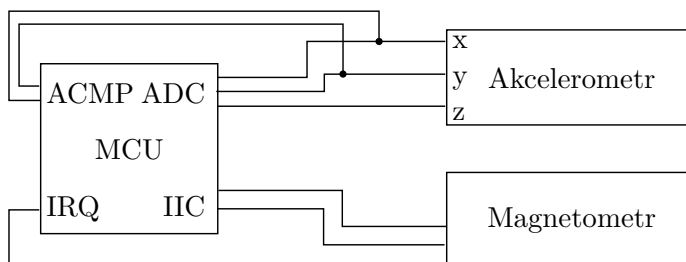 x
ACMP ADC
y
Akcelerometr
z
MCU
IRQ
IIC
Magnetometr